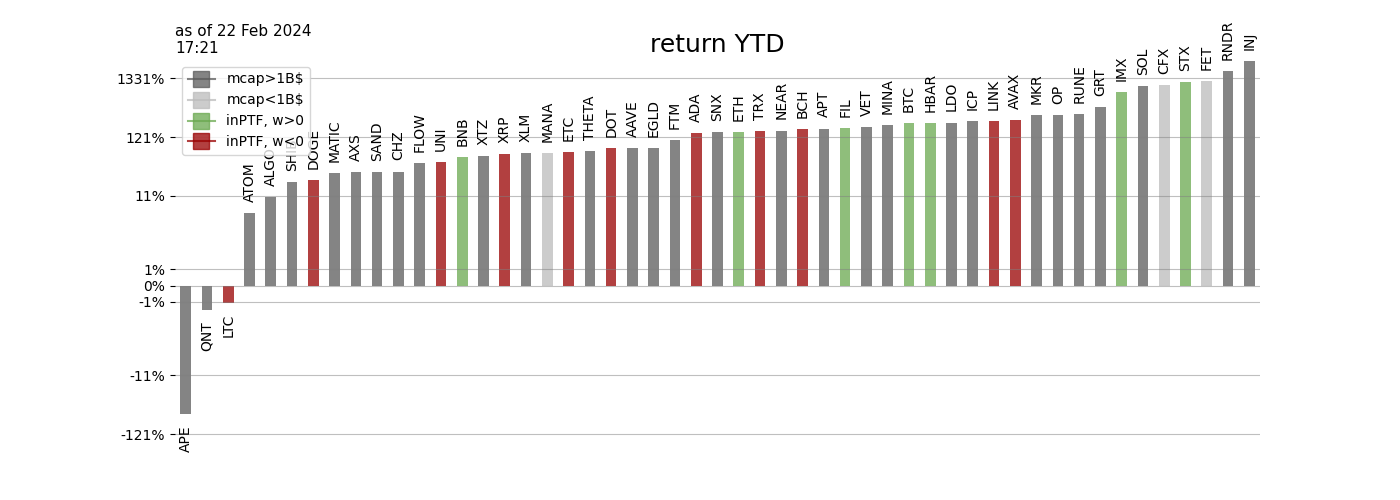 as of 22 Feb 2024
17:21
return YTD
mcap>1B$
mcap<1B$
inPTF, w>0
inPTF, w<0
1331%
121%
11%
1%
0%
-1%
-11%
-121%
APE
QNT
LTC
ATOM
ALGO
SHIB
DOGE
MATIC
AXS
SAND
CHZ
FLOW
UNI
BNB
XTZ
XRP
XLM
MANA
ETC
THETA
DOT
AAVE
EGLD
FTM
ADA
SNX
ETH
TRX
NEAR
BCH
APT
FIL
VET
MINA
BTC
HBAR
LDO
ICP
LINK
AVAX
MKR
OP
RUNE
GRT
IMX
SOL
CFX
STX
FET
RNDR
INJ